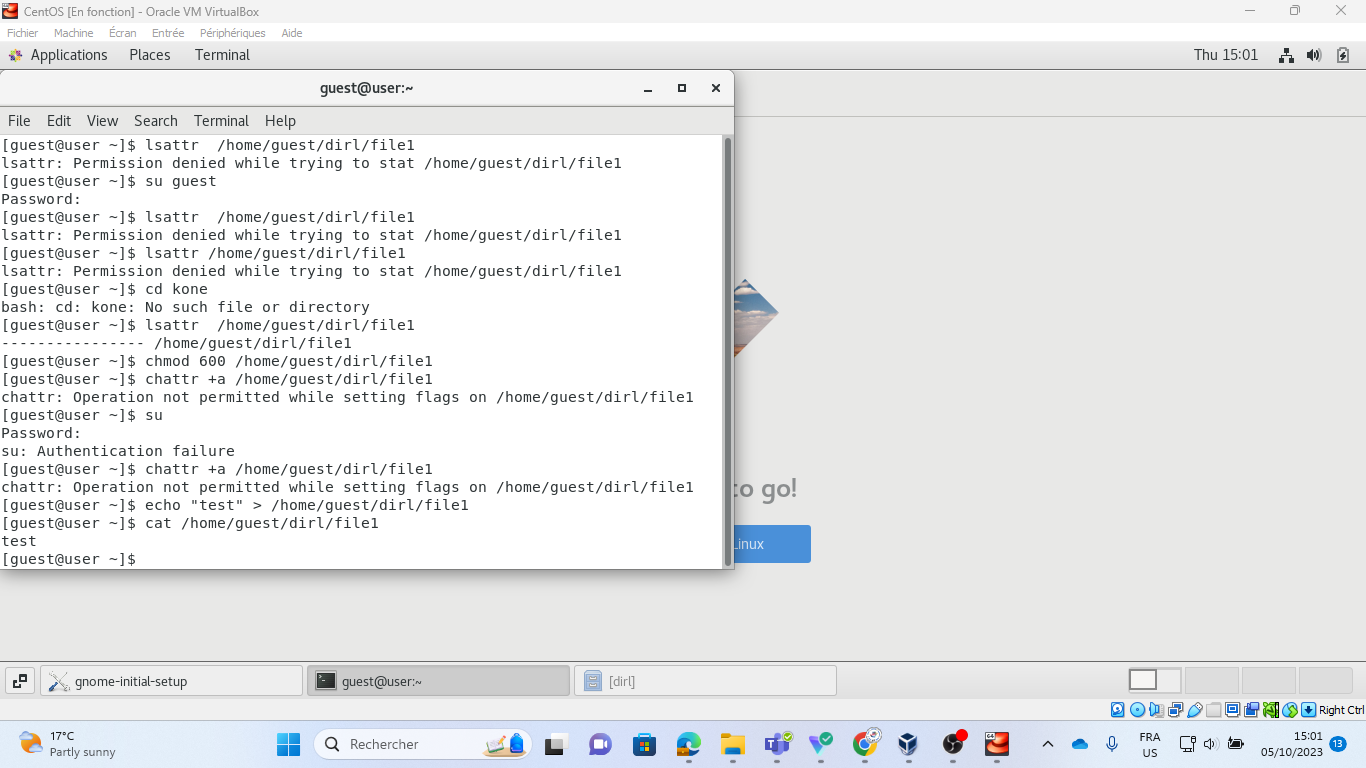 CentOS [En fonction] - Oracle VM VirtualBox
Fichier Machine Écran Entrée Périphériques Aide
Applications Places Terminal Thu 15:01
guest@user:~
File Edit View Search Terminal Help
[guest@user ~]$ lsattr  /home/guest/dirl/file1
lsattr: Permission denied while trying to stat /home/guest/dirl/file1
[guest@user ~]$ su guest
Password:
[guest@user ~]$ lsattr  /home/guest/dirl/file1
lsattr: Permission denied while trying to stat /home/guest/dirl/file1
[guest@user ~]$ lsattr /home/guest/dirl/file1
lsattr: Permission denied while trying to stat /home/guest/dirl/file1
[guest@user ~]$ cd kone
bash: cd: kone: No such file or directory
[guest@user ~]$ lsattr  /home/guest/dirl/file1
---------------- /home/guest/dirl/file1
[guest@user ~]$ chmod 600 /home/guest/dirl/file1
[guest@user ~]$ chattr +a /home/guest/dirl/file1
chattr: Operation not permitted while setting flags on /home/guest/dirl/file1
[guest@user ~]$ su
Password:
su: Authentication failure
[guest@user ~]$ chattr +a /home/guest/dirl/file1
chattr: Operation not permitted while setting flags on /home/guest/dirl/file1
[guest@user ~]$ echo "test" > /home/guest/dirl/file1
[guest@user ~]$ cat /home/guest/dirl/file1
test
[guest@user ~]$
to go!
Linux
gnome-initial-setup guest@user:~ [dirl]
Right Ctrl
17°C
Partly sunny
Rechercher
FRA
US
15:01
05/10/2023
13